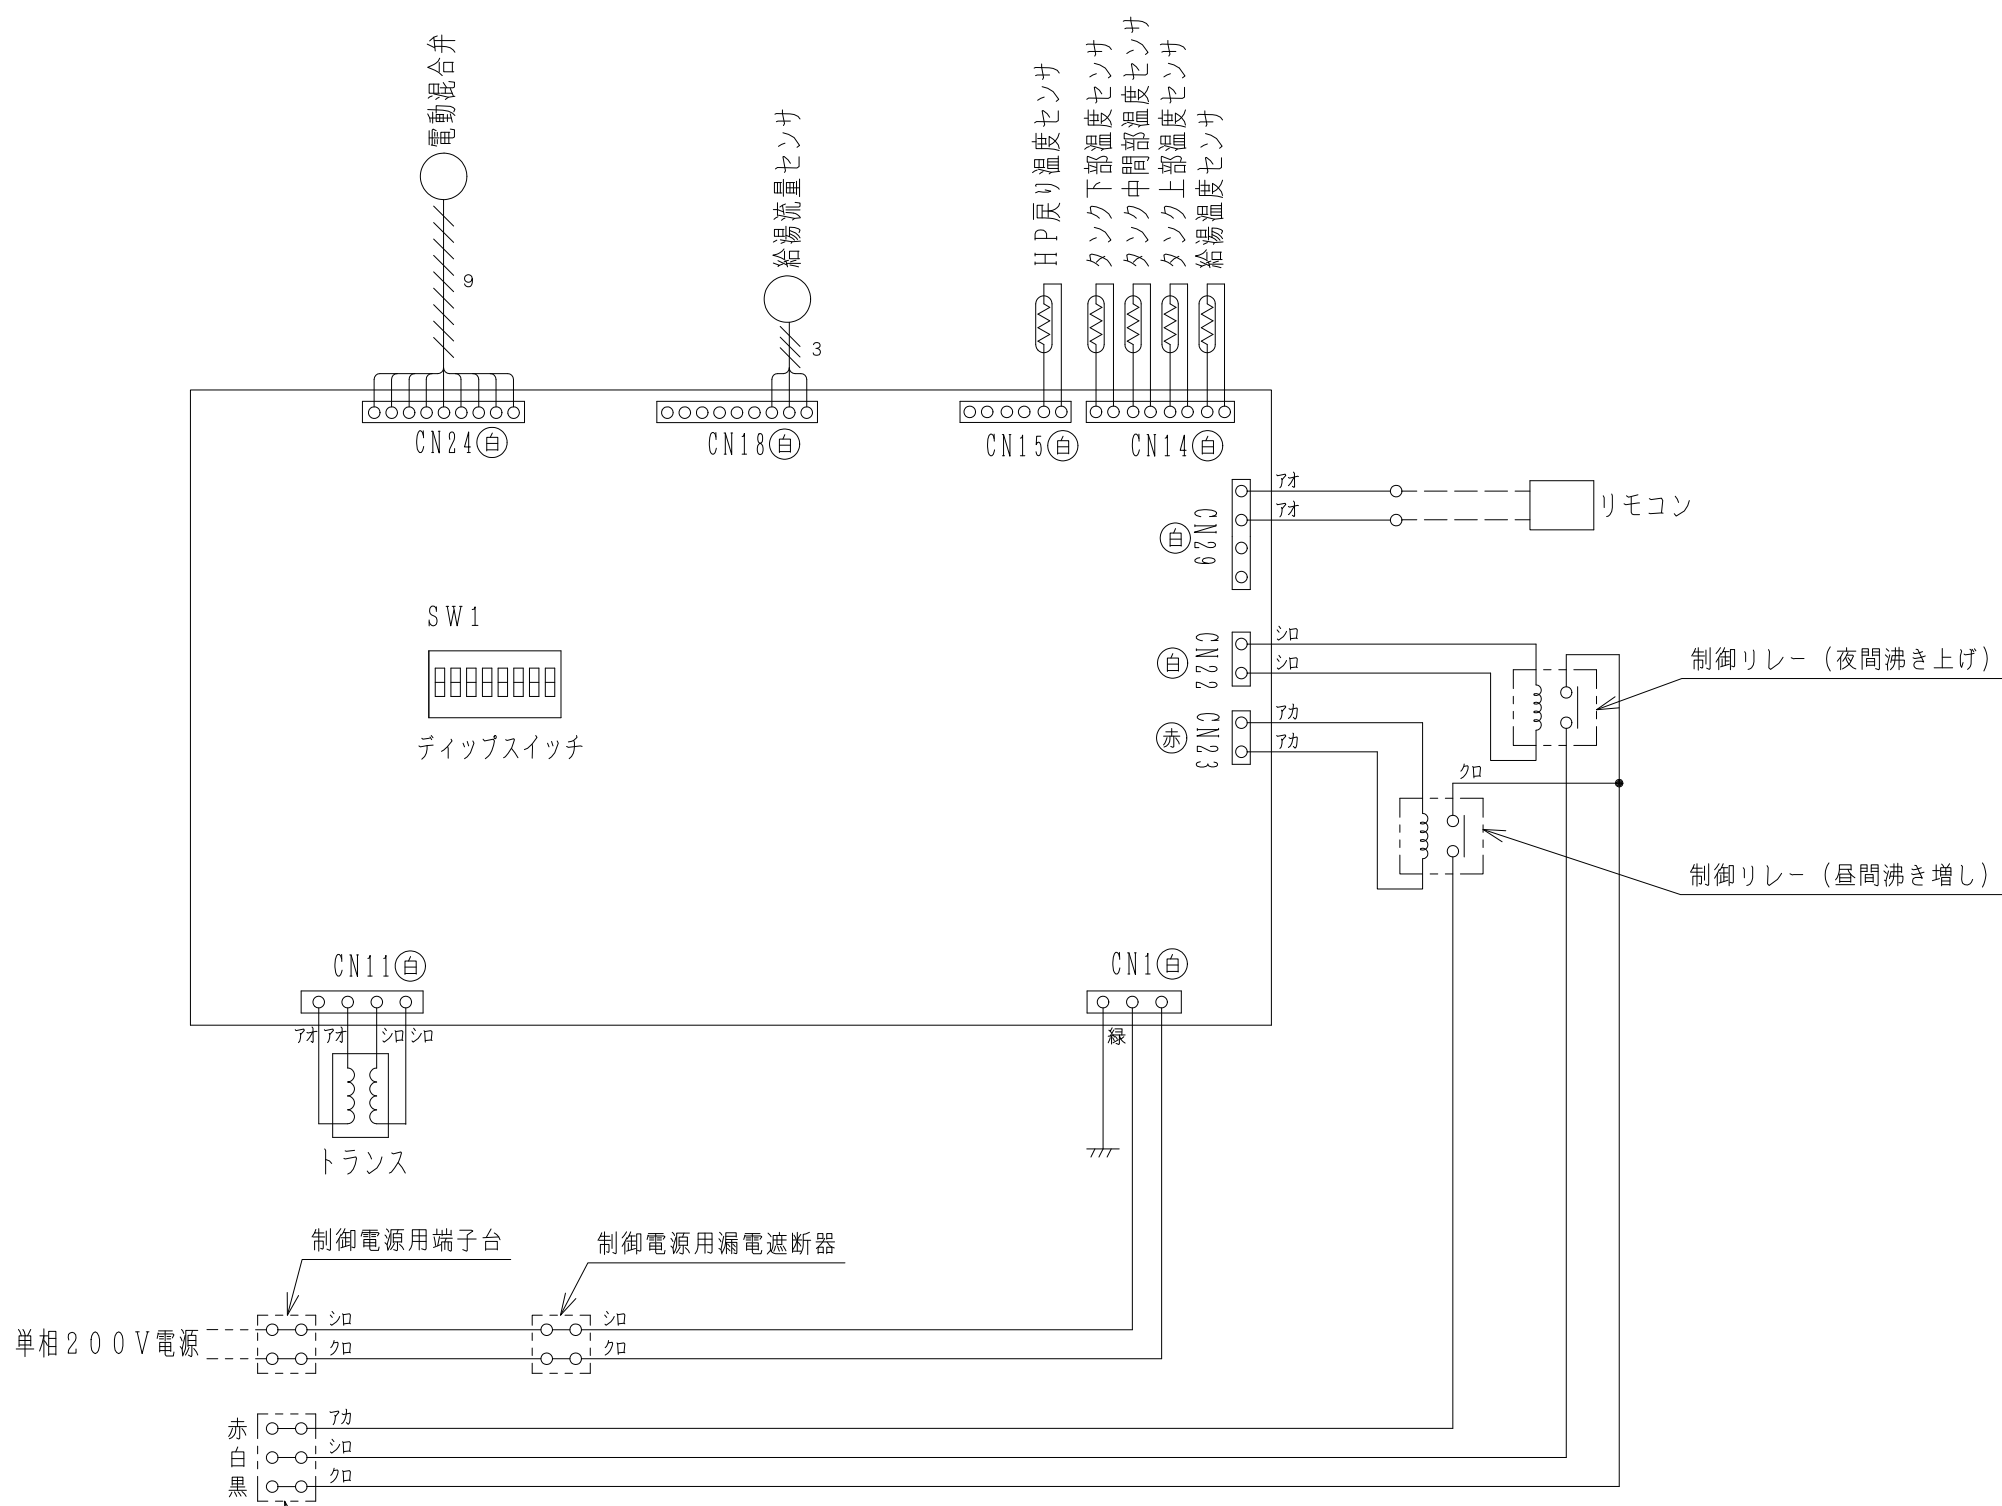 電動混合弁
9
給湯流量センサ
3
HP戻り温度センサ
タンク下部温度センサ
タンク中間部温度センサ
タンク上部温度センサ
給湯温度センサ
CN24白
CN18白
CN15白
CN14白
アオ
アオ
CN29
白
リモコン
SW1
ディップスイッチ
シロ
シロ
CN22
白
アカ
アカ
CN23
赤
制御リレー(夜間沸き上げ)
クロ
制御リレー(昼間沸き増し)
CN11白
CN1白
アオ アオ シロ シロ
緑
トランス
制御電源用端子台
制御電源用漏電遮断器
単相200V電源
シロ
クロ
シロ
クロ
赤 アカ
白 シロ
黒 クロ